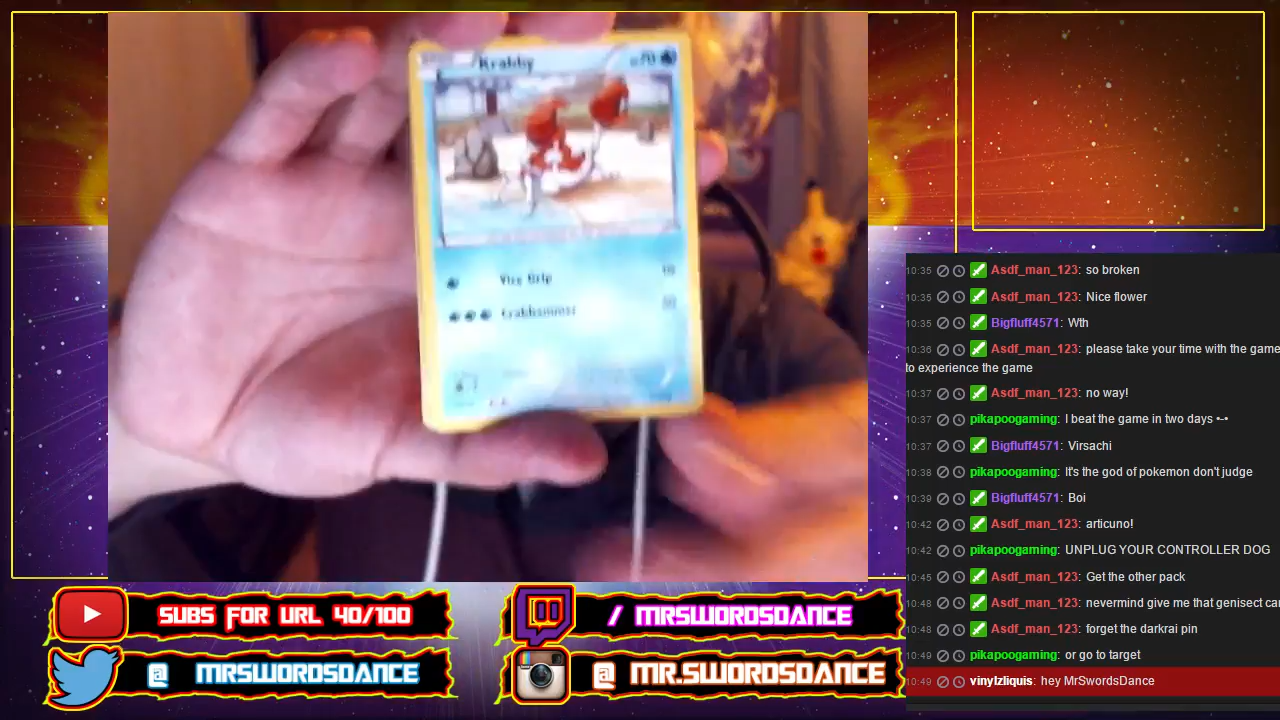 Krabby
70
Vice Grip
Crabhammer
10:35 Asdf_man_123: so broken
10:35 Asdf_man_123: Nice flower
10:35 Bigfluff4571: Wth
10:36 Asdf_man_123: please take your time with the game
to experience the game
10:37 Asdf_man_123: no way!
10:37 pikapoogaming: I beat the game in two days •-•
10:37 Bigfluff4571: Virsachi
10:38 pikapoogaming: It's the god of pokemon don't judge
10:39 Bigfluff4571: Boi
10:42 Asdf_man_123: articuno!
10:42 pikapoogaming: UNPLUG YOUR CONTROLLER DOG
10:45 Asdf_man_123: Get the other pack
10:48 Asdf_man_123: nevermind give me that genisect car
10:48 Asdf_man_123: forget the darkrai pin
10:49 pikapoogaming: or go to target
10:49 vinylzliquis: hey MrSwordsDance
SUBS FOR URL 40/100
/ MRSWORDSDANCE
@ MRSWORDSDANCE
@ MR.SWORDSDANCE